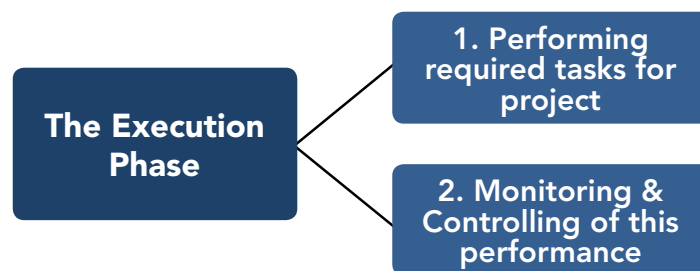 The Execution
Phase
1. Performing
required tasks for
project
2. Monitoring &
Controlling of this
performance